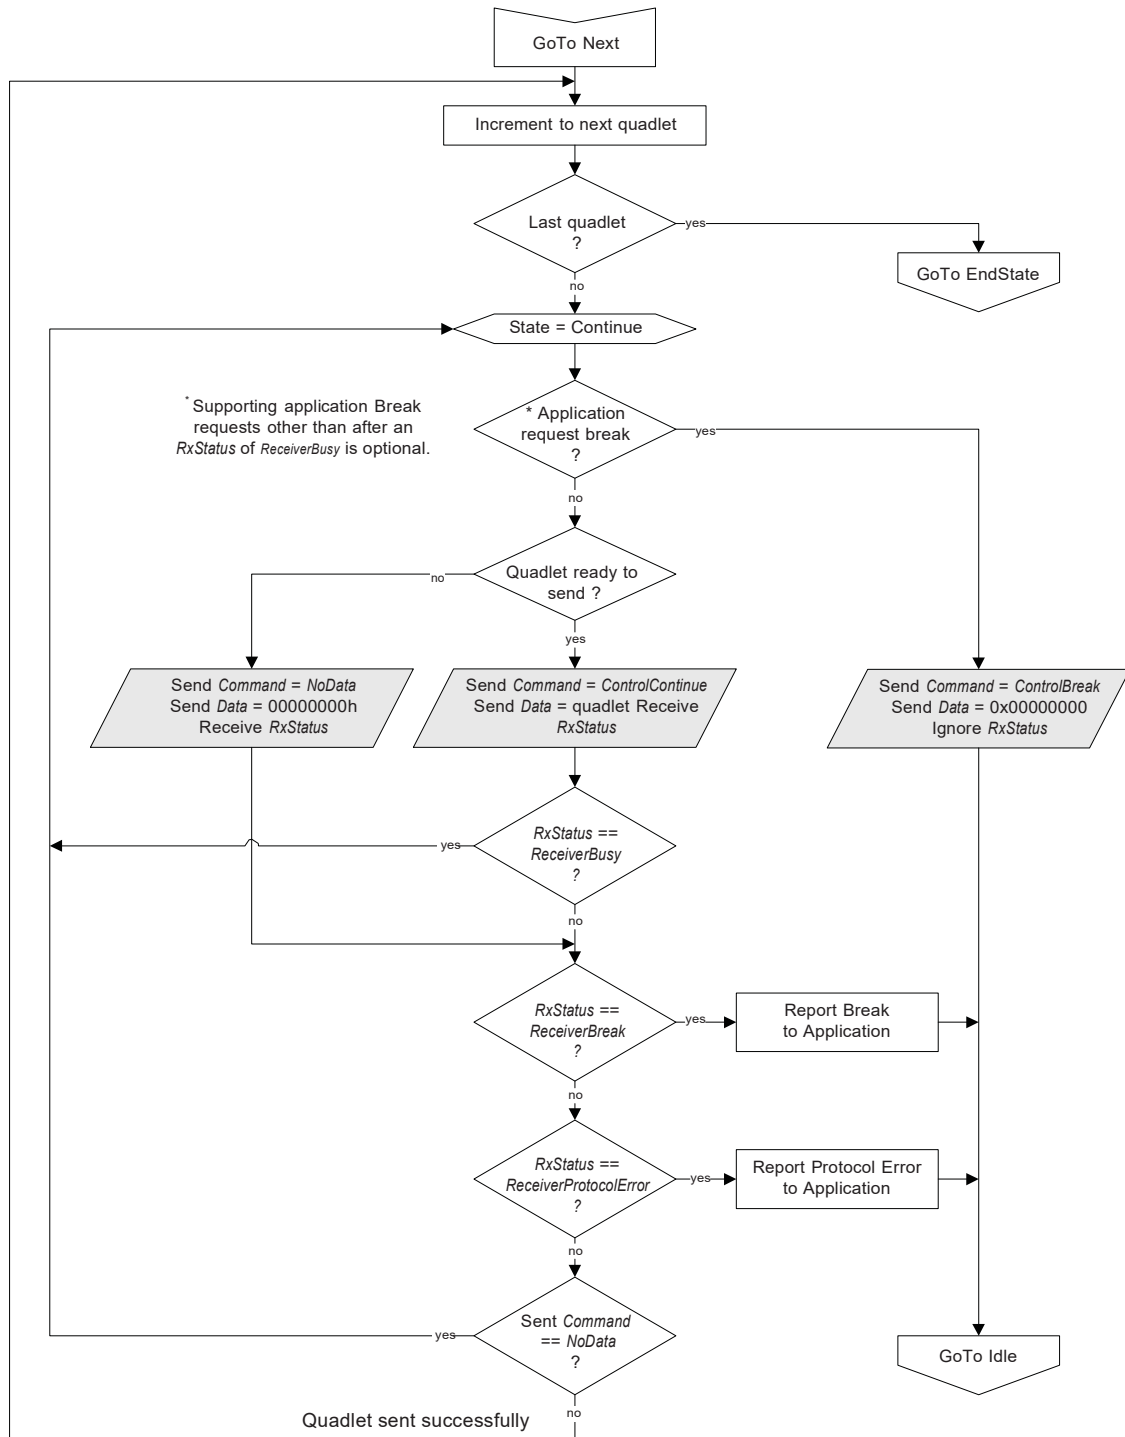 GoTo Next
Increment to next quadlet
Last quadlet
?
yes
GoTo EndState
no
State = Continue
* Supporting application Break
requests other than after an
RxStatus of ReceiverBusy is optional.
* Application
request break
?
yes
no
Quadlet ready to
send ?
no
yes
Send Command = NoData
Send Data = 00000000h
Receive RxStatus
Send Command = ControlContinue
Send Data = quadlet Receive
RxStatus
Send Command = ControlBreak
Send Data = 0x00000000
Ignore RxStatus
RxStatus ==
ReceiverBusy
?
yes
no
RxStatus ==
ReceiverBreak
?
yes
Report Break
to Application
no
RxStatus ==
ReceiverProtocolError
?
yes
Report Protocol Error
to Application
no
Sent Command
== NoData
?
yes
GoTo Idle
no
Quadlet sent successfully